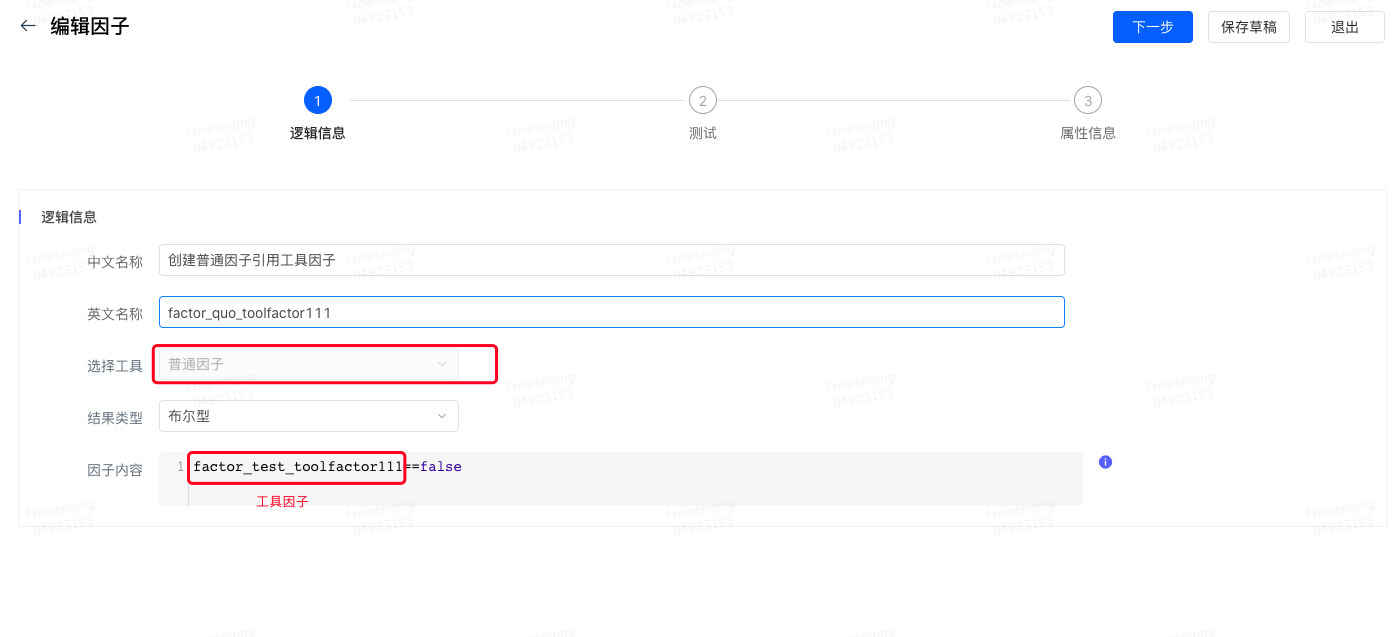 编辑因子
下一步
保存草稿
退出
1
2
3
逻辑信息
测试
属性信息
逻辑信息
中文名称
创建普通因子引用工具因子
英文名称
factor_quo_toolfactor111
选择工具
普通因子
结果类型
布尔型
因子内容
1
factor_test_toolfactor111==false
工具因子
fanwenqing
04923153